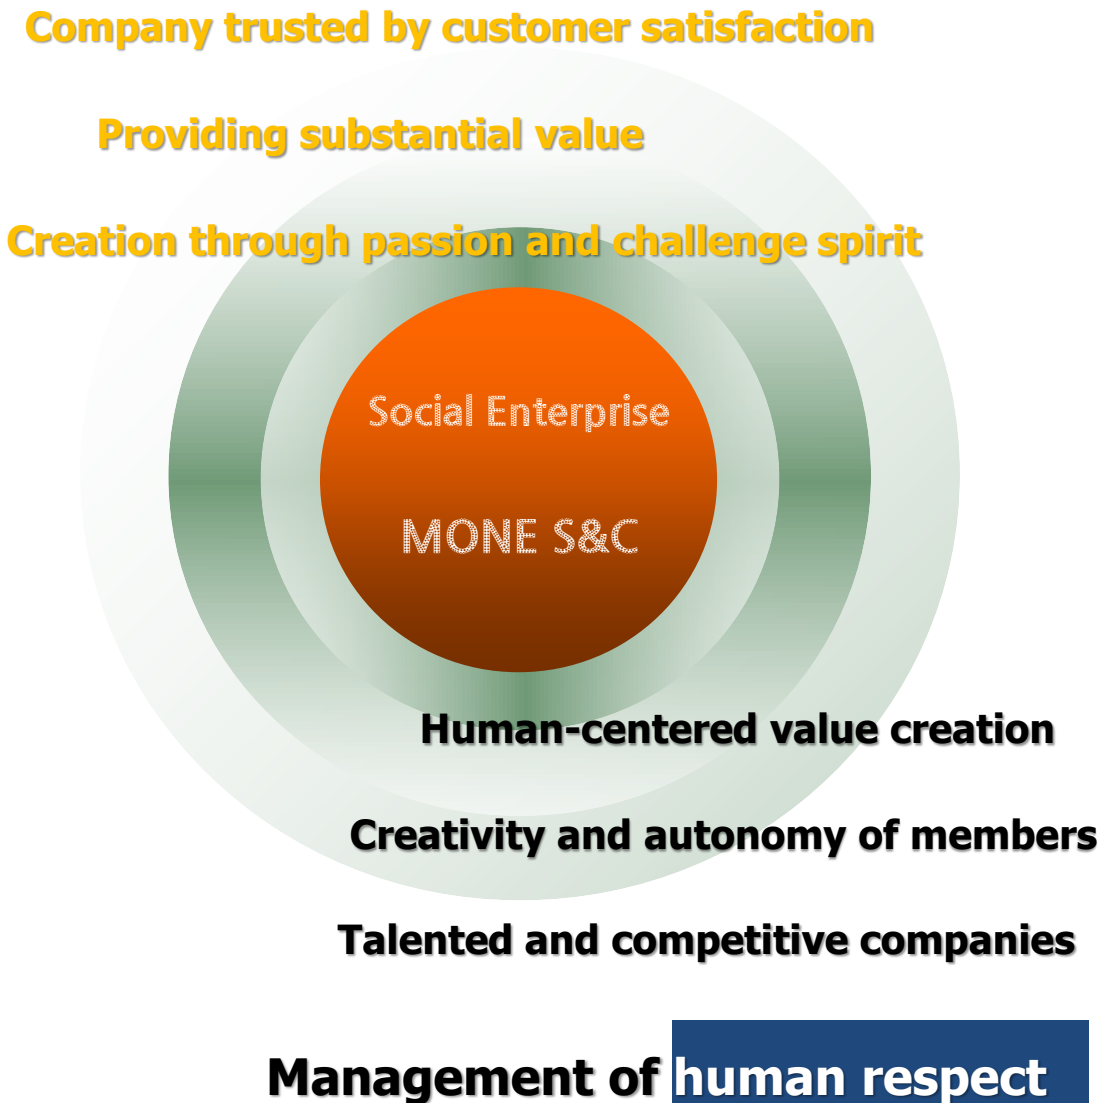 Company trusted by customer satisfaction
Providing substantial value
Creation through passion and challenge spirit
Social Enterprise
MONE S&C
Human-centered value creation
Creativity and autonomy of members
Talented and competitive companies
Management of human respect